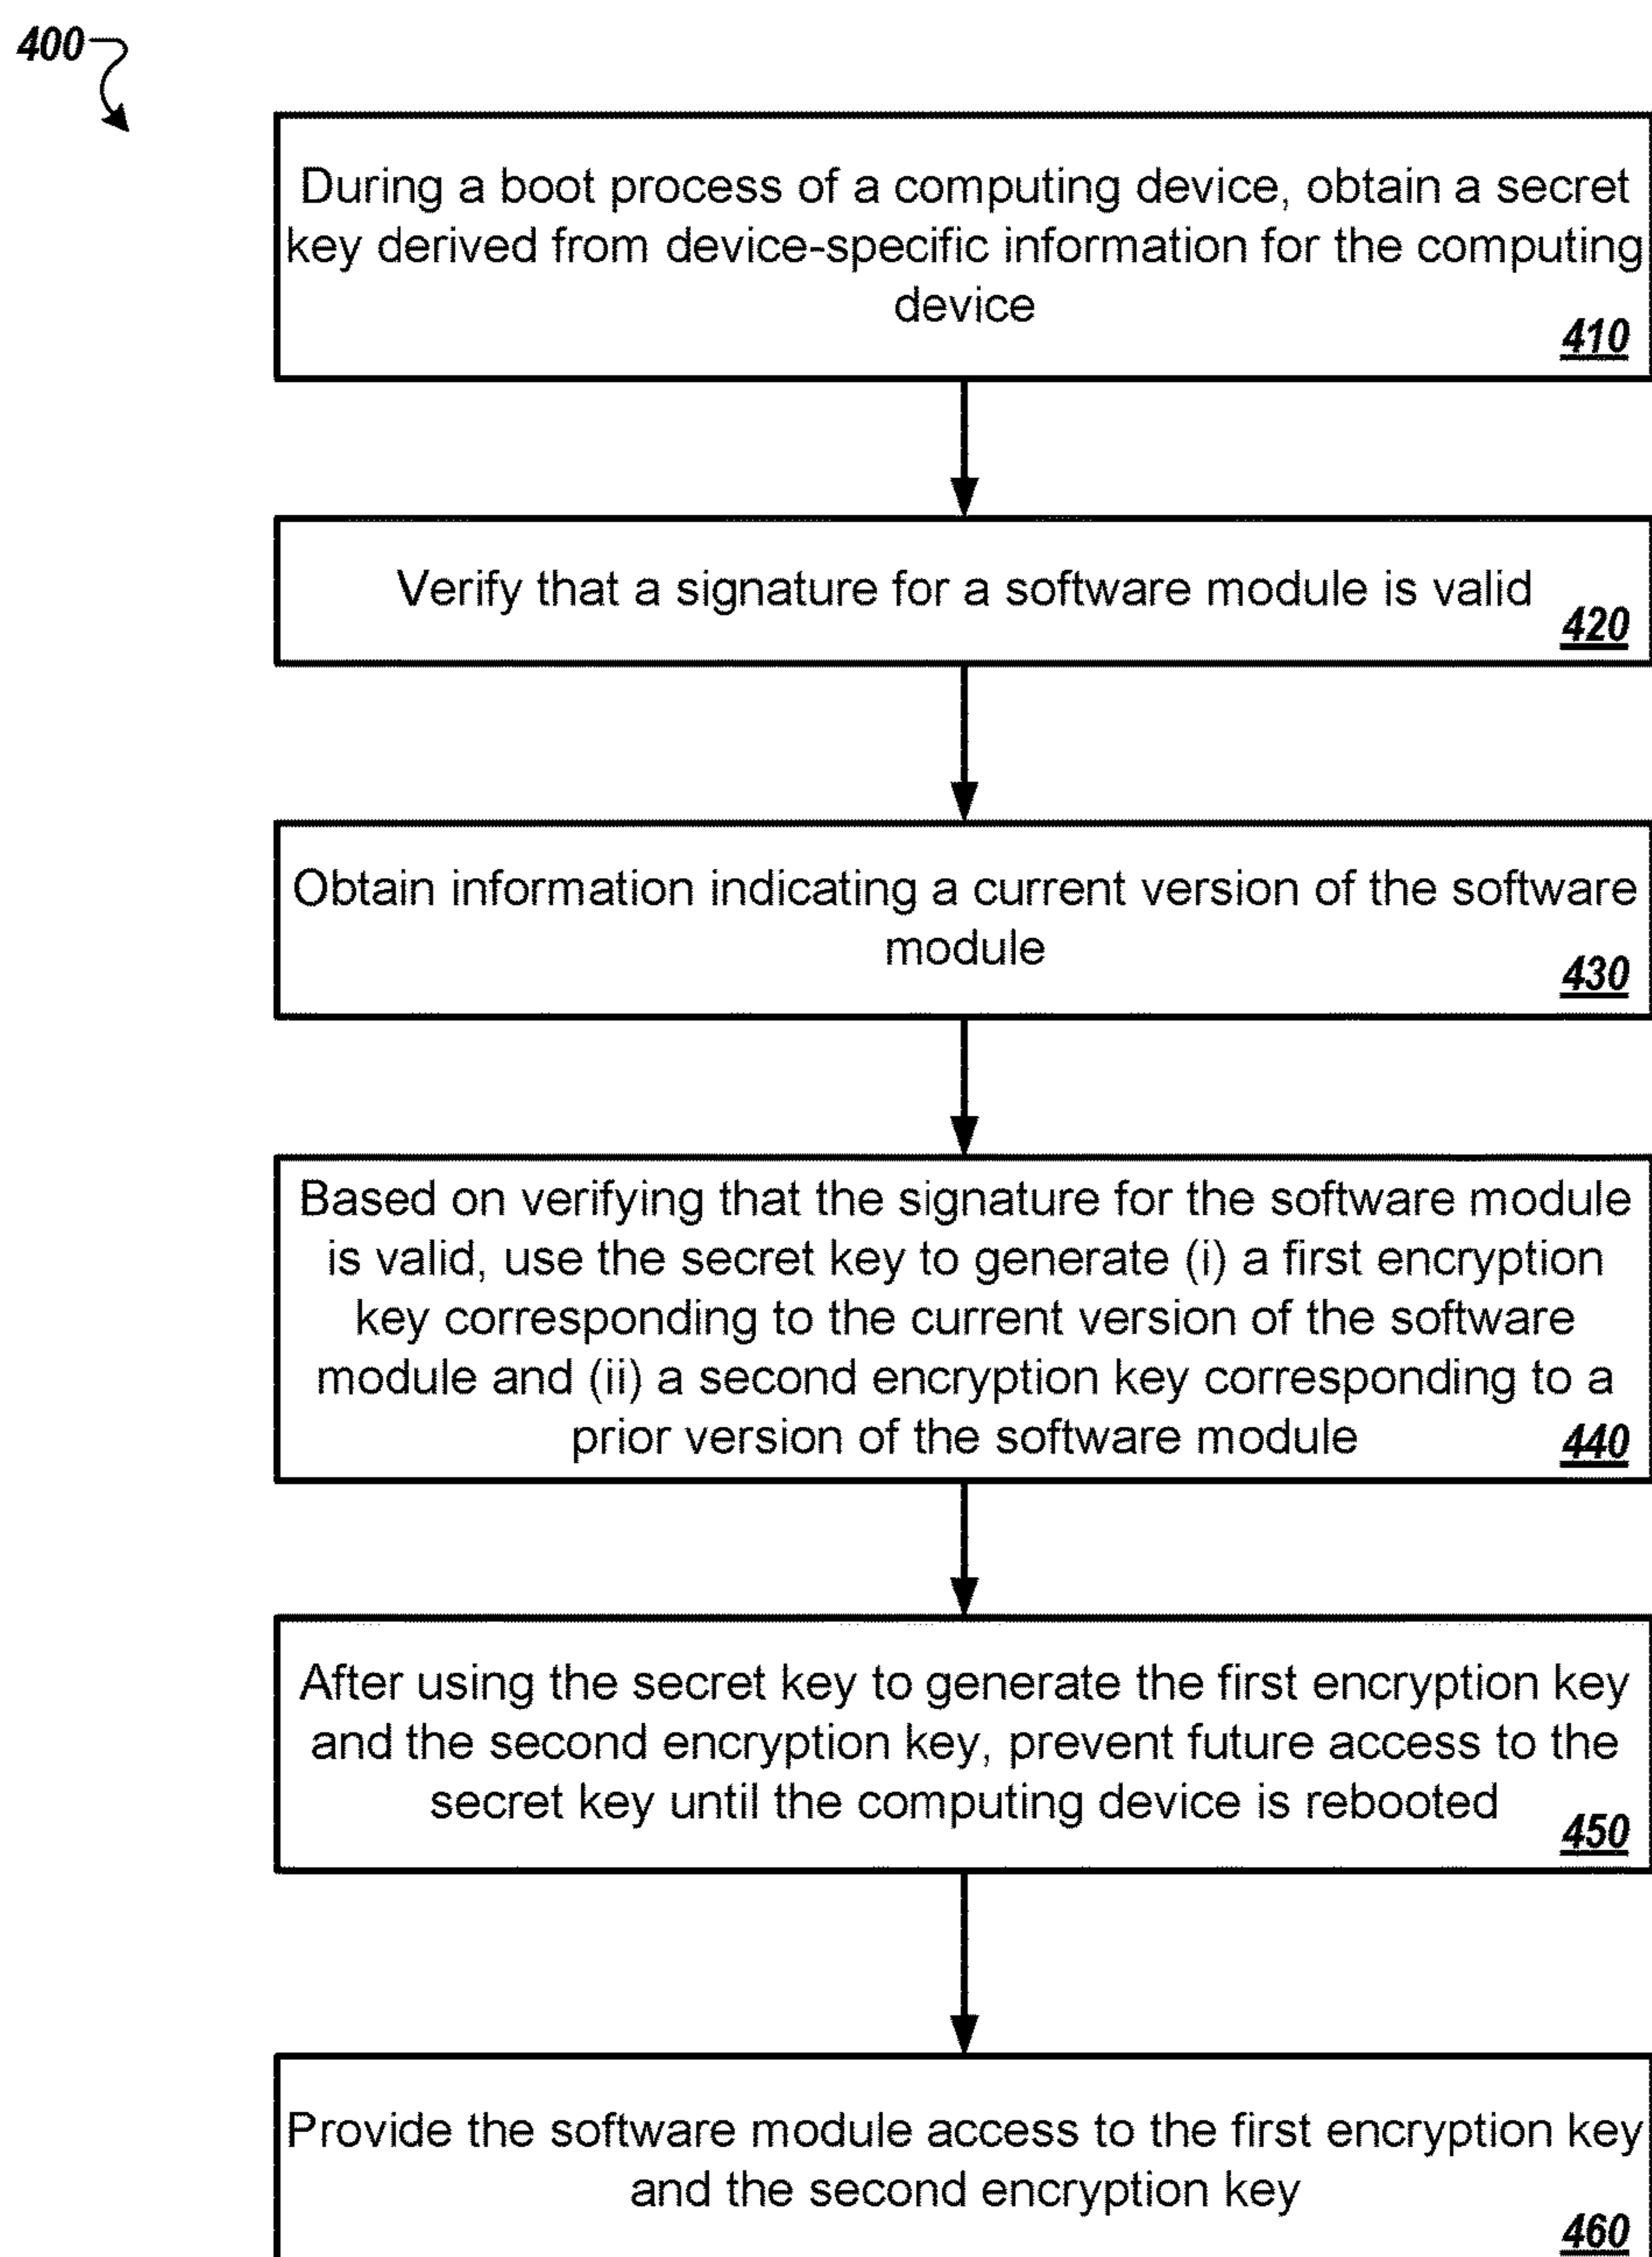 400
During a boot process of a computing device, obtain a secret
key derived from device-specific information for the computing
device
410
Verify that a signature for a software module is valid
420
Obtain information indicating a current version of the software
module
430
Based on verifying that the signature for the software module
is valid, use the secret key to generate (i) a first encryption
key corresponding to the current version of the software
module and (ii) a second encryption key corresponding to a
prior version of the software module
440
After using the secret key to generate the first encryption key
and the second encryption key, prevent future access to the
secret key until the computing device is rebooted
450
Provide the software module access to the first encryption key
and the second encryption key
460